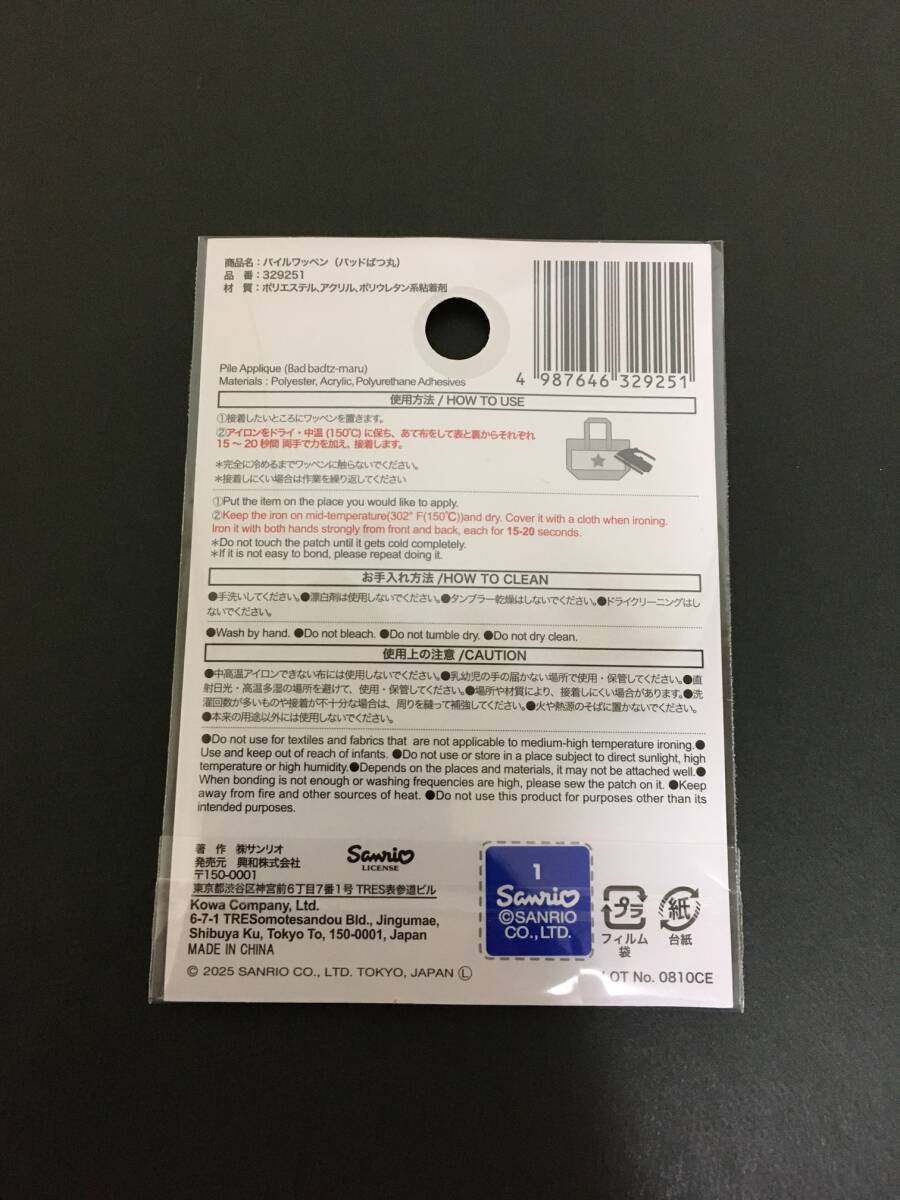 商品名：パイルワッペン（バッドばつ丸）
品　番：329251
材　質：ポリエステル、アクリル、ポリウレタン系粘着剤
4 987646 329251
Pile Applique (Bad badtz-maru)
Materials : Polyester, Acrylic, Polyurethane Adhesives
使用方法 / HOW TO USE
①接着したいところにワッペンを置きます。
②アイロンをドライ・中温(150℃)に保ち、あて布をして表と裏からそれぞれ
15～20秒間 両手で力を加え、接着します。
＊完全に冷めるまでワッペンに触らないでください。
＊接着しにくい場合は作業を繰り返してください
①Put the item on the place you would like to apply.
②Keep the iron on mid-temperature(302° F(150℃))and dry. Cover it with a cloth when ironing.
Iron it with both hands strongly from front and back, each for 15-20 seconds.
＊Do not touch the patch until it gets cold completely.
＊If it is not easy to bond, please repeat doing it.
お手入れ方法 /HOW TO CLEAN
●手洗いしてください。●漂白剤は使用しないでください。●タンブラー乾燥はしないでください。●ドライクリーニングはし
ないでください。
●Wash by hand. ●Do not bleach. ●Do not tumble dry. ●Do not dry clean.
使用上の注意 /CAUTION
●中高温アイロンできない布には使用しないでください。●乳幼児の手の届かない場所で使用・保管してください。●直
射日光・高温多湿の場所を避けて、使用・保管してください。●場所や材質により、接着しにくい場合があります。●洗
濯回数が多いものや接着が不十分な場合は、周りを縫って補強してください。●火や熱源のそばに置かないでください。
●本来の用途以外には使用しないでください。
●Do not use for textiles and fabrics that are not applicable to medium-high temperature ironing.●
Use and keep out of reach of infants. ●Do not use or store in a place subject to direct sunlight, high
temperature or high humidity.●Depends on the places and materials, it may not be attached well.●
When bonding is not enough or washing frequencies are high, please sew the patch on it. ●Keep
away from fire and other sources of heat. ●Do not use this product for purposes other than its
intended purposes.
著　作　㈱サンリオ
発売元　興和株式会社
〒150-0001
東京都渋谷区神宮前6丁目7番1号 TRES表参道ビル
Kowa Company, Ltd.
6-7-1 TRESomotesandou Bld., Jingumae,
Shibuya Ku, Tokyo To, 150-0001, Japan
MADE IN CHINA
© 2025 SANRIO CO., LTD. TOKYO, JAPAN Ⓛ
Sanrio
LICENSE
1
Sanrio
©SANRIO
CO., LTD.
プラ
フィルム
袋
紙
台紙
LOT No. 0810CE